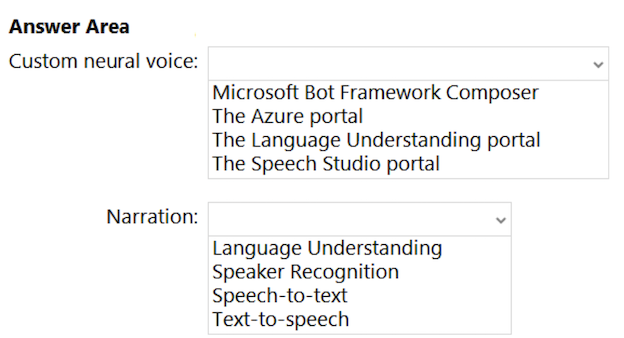 Answer Area
Custom neural voice:
Microsoft Bot Framework Composer
The Azure portal
The Language Understanding portal
The Speech Studio portal
Narration:
Language Understanding
Speaker Recognition
Speech-to-text
Text-to-speech